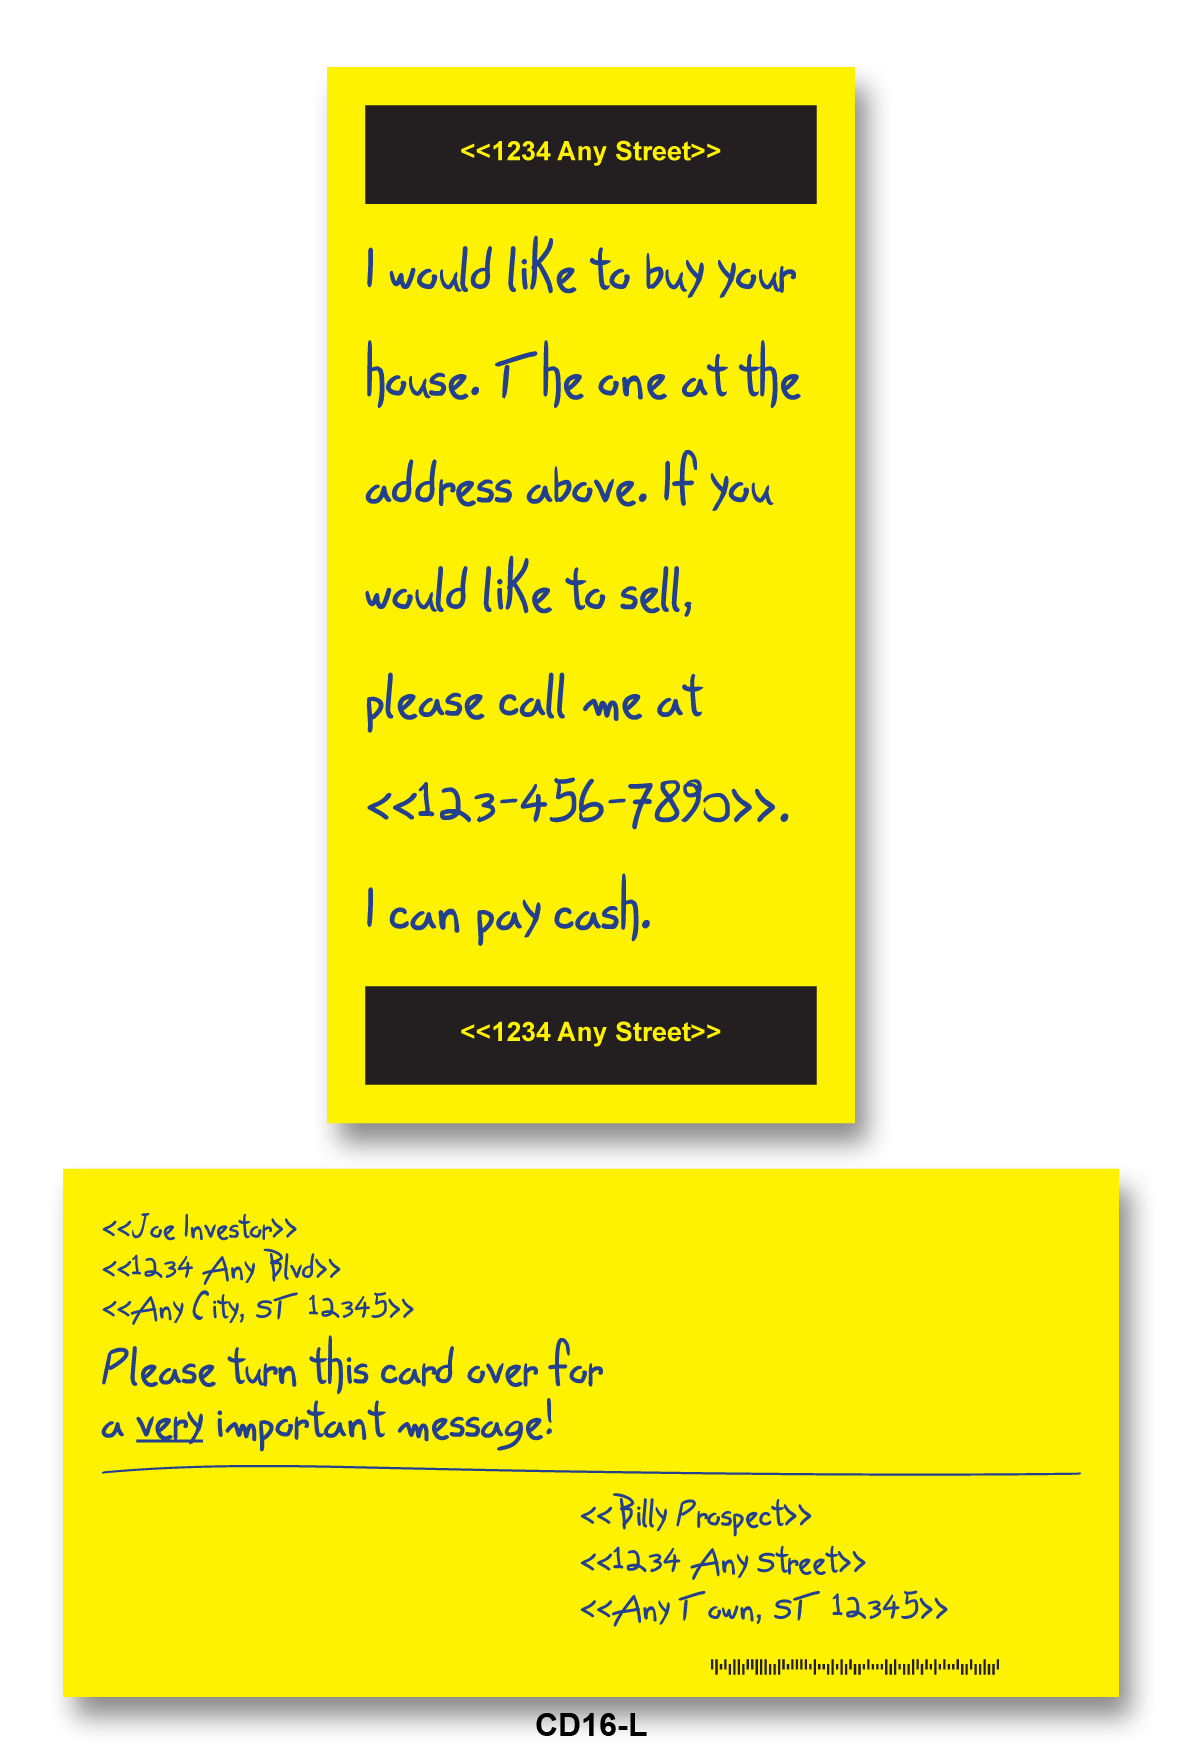 <<1234 Any Street>>
I would like to buy your
house. The one at the
address above. If you
would like to sell,
please call me at
<<123-456-7890>>.
I can pay cash.
<<1234 Any Street>>
<<Joe Investor>>
<<1234 Any Blvd>>
<<Any City, ST 12345>>
Please turn this card over for
a very important message!
<<Billy Prospect>>
<<1234 Any Street>>
<<Any Town, ST 12345>>
CD16-L